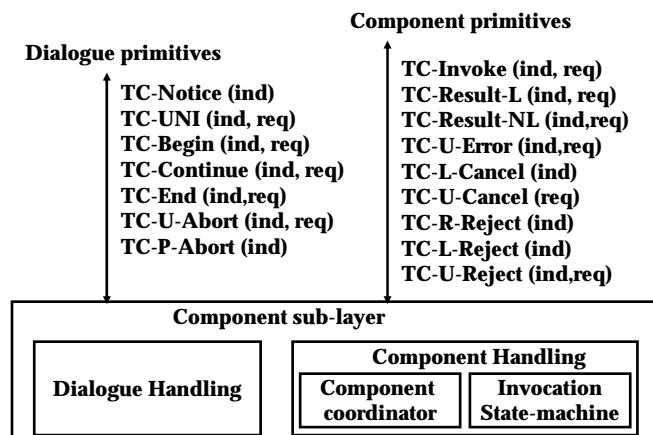 Dialogue primitives
TC-Notice (ind)
TC-UNI (ind, req)
TC-Begin (ind, req)
TC-Continue (ind, req)
TC-End (ind,req)
TC-U-Abort (ind, req)
TC-P-Abort (ind)
Component primitives
TC-Invoke (ind, req)
TC-Result-L (ind, req)
TC-Result-NL (ind,req)
TC-U-Error (ind,req)
TC-L-Cancel (ind)
TC-U-Cancel (req)
TC-R-Reject (ind)
TC-L-Reject (ind)
TC-U-Reject (ind,req)
Component sub-layer
Dialogue Handling
Component Handling
Component
coordinator
Invocation
State-machine